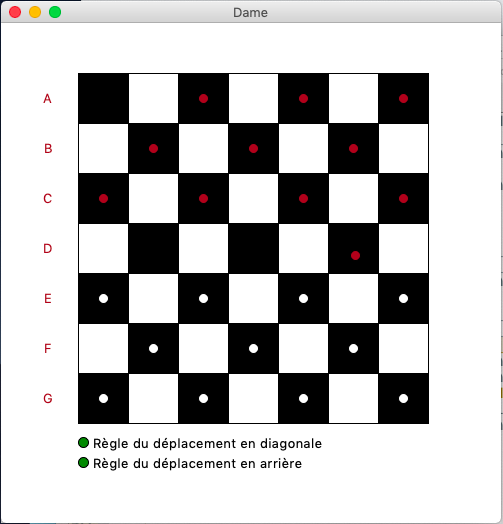 Dame
A
B
C
D
E
F
G
Règle du déplacement en diagonale
Règle du déplacement en arrière